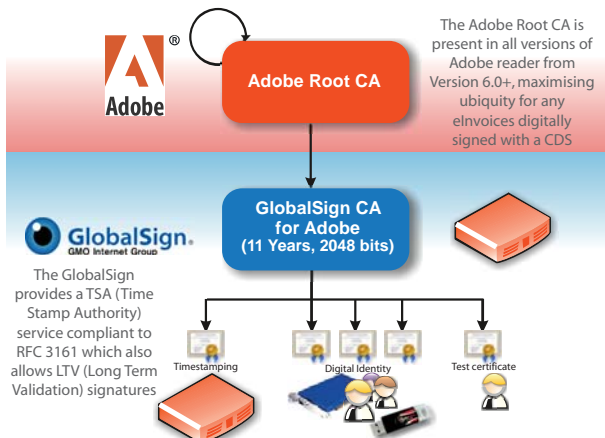 Adobe
®
Adobe Root CA
The Adobe Root CA is
present in all versions of
Adobe reader from
Version 6.0+, maximising
ubiquity for any
eInvoices digitally
signed with a CDS
GlobalSign CA
for Adobe
(11 Years, 2048 bits)
GlobalSign.
GMO Internet Group
The GlobalSign
provides a TSA (Time
Stamp Authority)
service compliant to
RFC 3161 which also
allows LTV (Long Term
Validation) signatures
Timestamping
Digital Identity
Test certificate